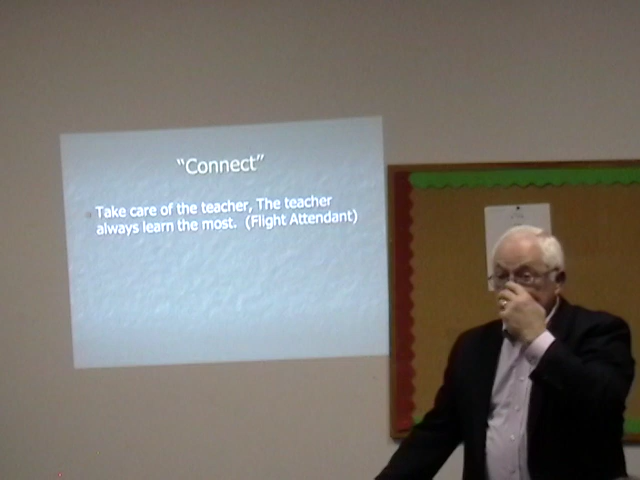 “Connect”
Take care of the teacher, The teacher
always learn the most. (Flight Attendant)